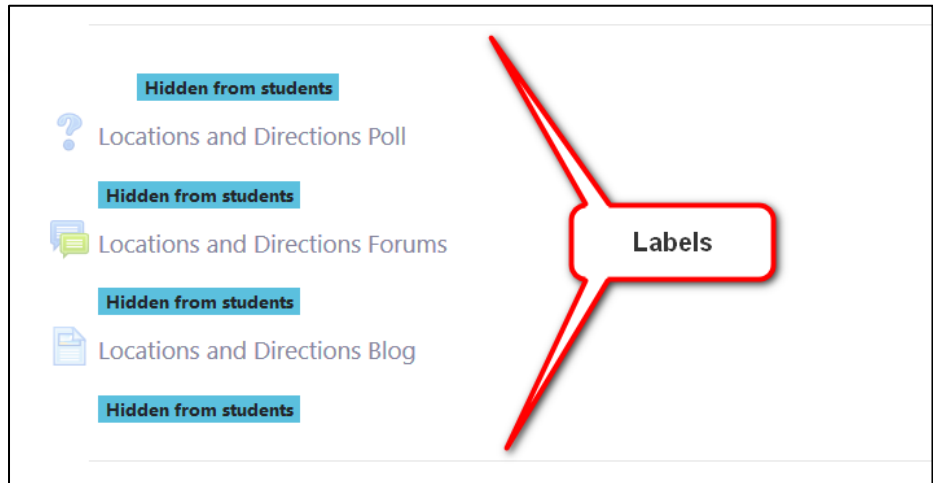 Hidden from students
Locations and Directions Poll
Hidden from students
Locations and Directions Forums
Labels
Hidden from students
Locations and Directions Blog
Hidden from students